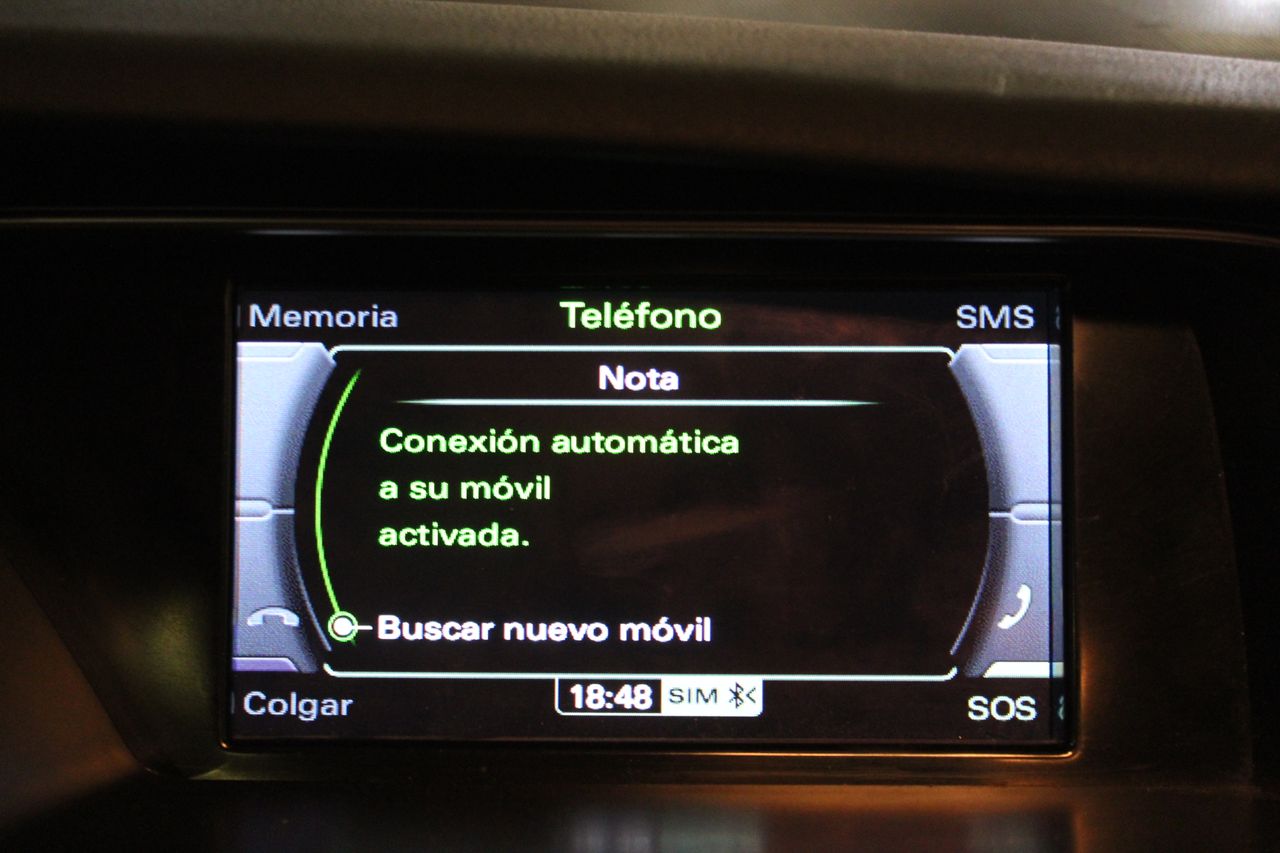 Memoria
Teléfono
SMS
Nota
Conexión automática
a su móvil
activada.
Buscar nuevo móvil
Colgar
18:48 SIM
SOS